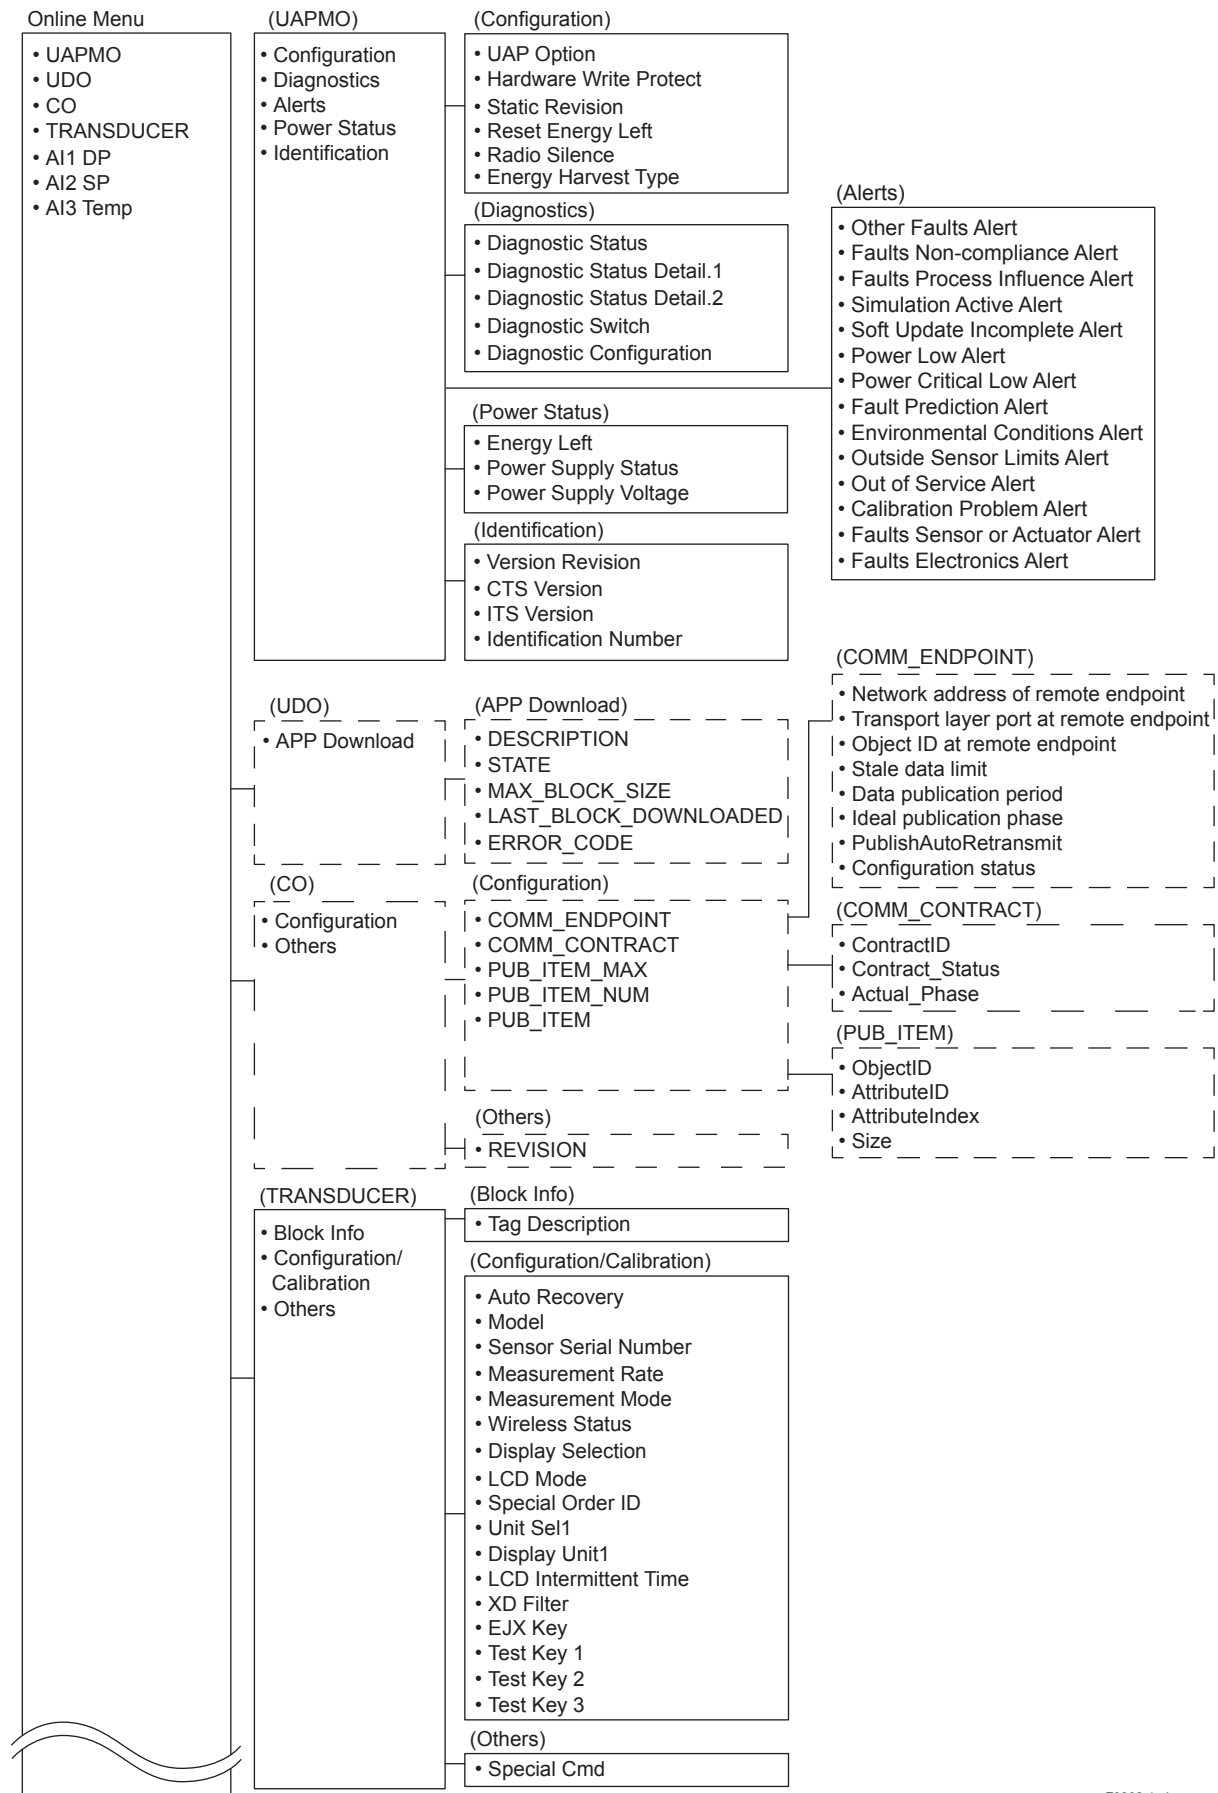 Online Menu
• UAPMO
• UDO
• CO
• TRANSDUCER
• AI1 DP
• AI2 SP
• AI3 Temp
(UAPMO)
• Configuration
• Diagnostics
• Alerts
• Power Status
• Identification
(Configuration)
• UAP Option
• Hardware Write Protect
• Static Revision
• Reset Energy Left
• Radio Silence
• Energy Harvest Type
(Diagnostics)
• Diagnostic Status
• Diagnostic Status Detail.1
• Diagnostic Status Detail.2
• Diagnostic Switch
• Diagnostic Configuration
(Alerts)
• Other Faults Alert
• Faults Non-compliance Alert
• Faults Process Influence Alert
• Simulation Active Alert
• Soft Update Incomplete Alert
• Power Low Alert
• Power Critical Low Alert
• Fault Prediction Alert
• Environmental Conditions Alert
• Outside Sensor Limits Alert
• Out of Service Alert
• Calibration Problem Alert
• Faults Sensor or Actuator Alert
• Faults Electronics Alert
(Power Status)
• Energy Left
• Power Supply Status
• Power Supply Voltage
(Identification)
• Version Revision
• CTS Version
• ITS Version
• Identification Number
(UDO)
• APP Download
(APP Download)
• DESCRIPTION
• STATE
• MAX_BLOCK_SIZE
• LAST_BLOCK_DOWNLOADED
• ERROR_CODE
(CO)
• Configuration
• Others
(Configuration)
• COMM_ENDPOINT
• COMM_CONTRACT
• PUB_ITEM_MAX
• PUB_ITEM_NUM
• PUB_ITEM
(COMM_ENDPOINT)
• Network address of remote endpoint
• Transport layer port at remote endpoint
• Object ID at remote endpoint
• Stale data limit
• Data publication period
• Ideal publication phase
• PublishAutoRetransmit
• Configuration status
(COMM_CONTRACT)
• ContractID
• Contract_Status
• Actual_Phase
(PUB_ITEM)
• ObjectID
• AttributeID
• AttributeIndex
• Size
(Others)
• REVISION
(TRANSDUCER)
• Block Info
• Configuration/
Calibration
• Others
(Block Info)
• Tag Description
(Configuration/Calibration)
• Auto Recovery
• Model
• Sensor Serial Number
• Measurement Rate
• Measurement Mode
• Wireless Status
• Display Selection
• LCD Mode
• Special Order ID
• Unit Sel1
• Display Unit1
• LCD Intermittent Time
• XD Filter
• EJX Key
• Test Key 1
• Test Key 2
• Test Key 3
(Others)
• Special Cmd